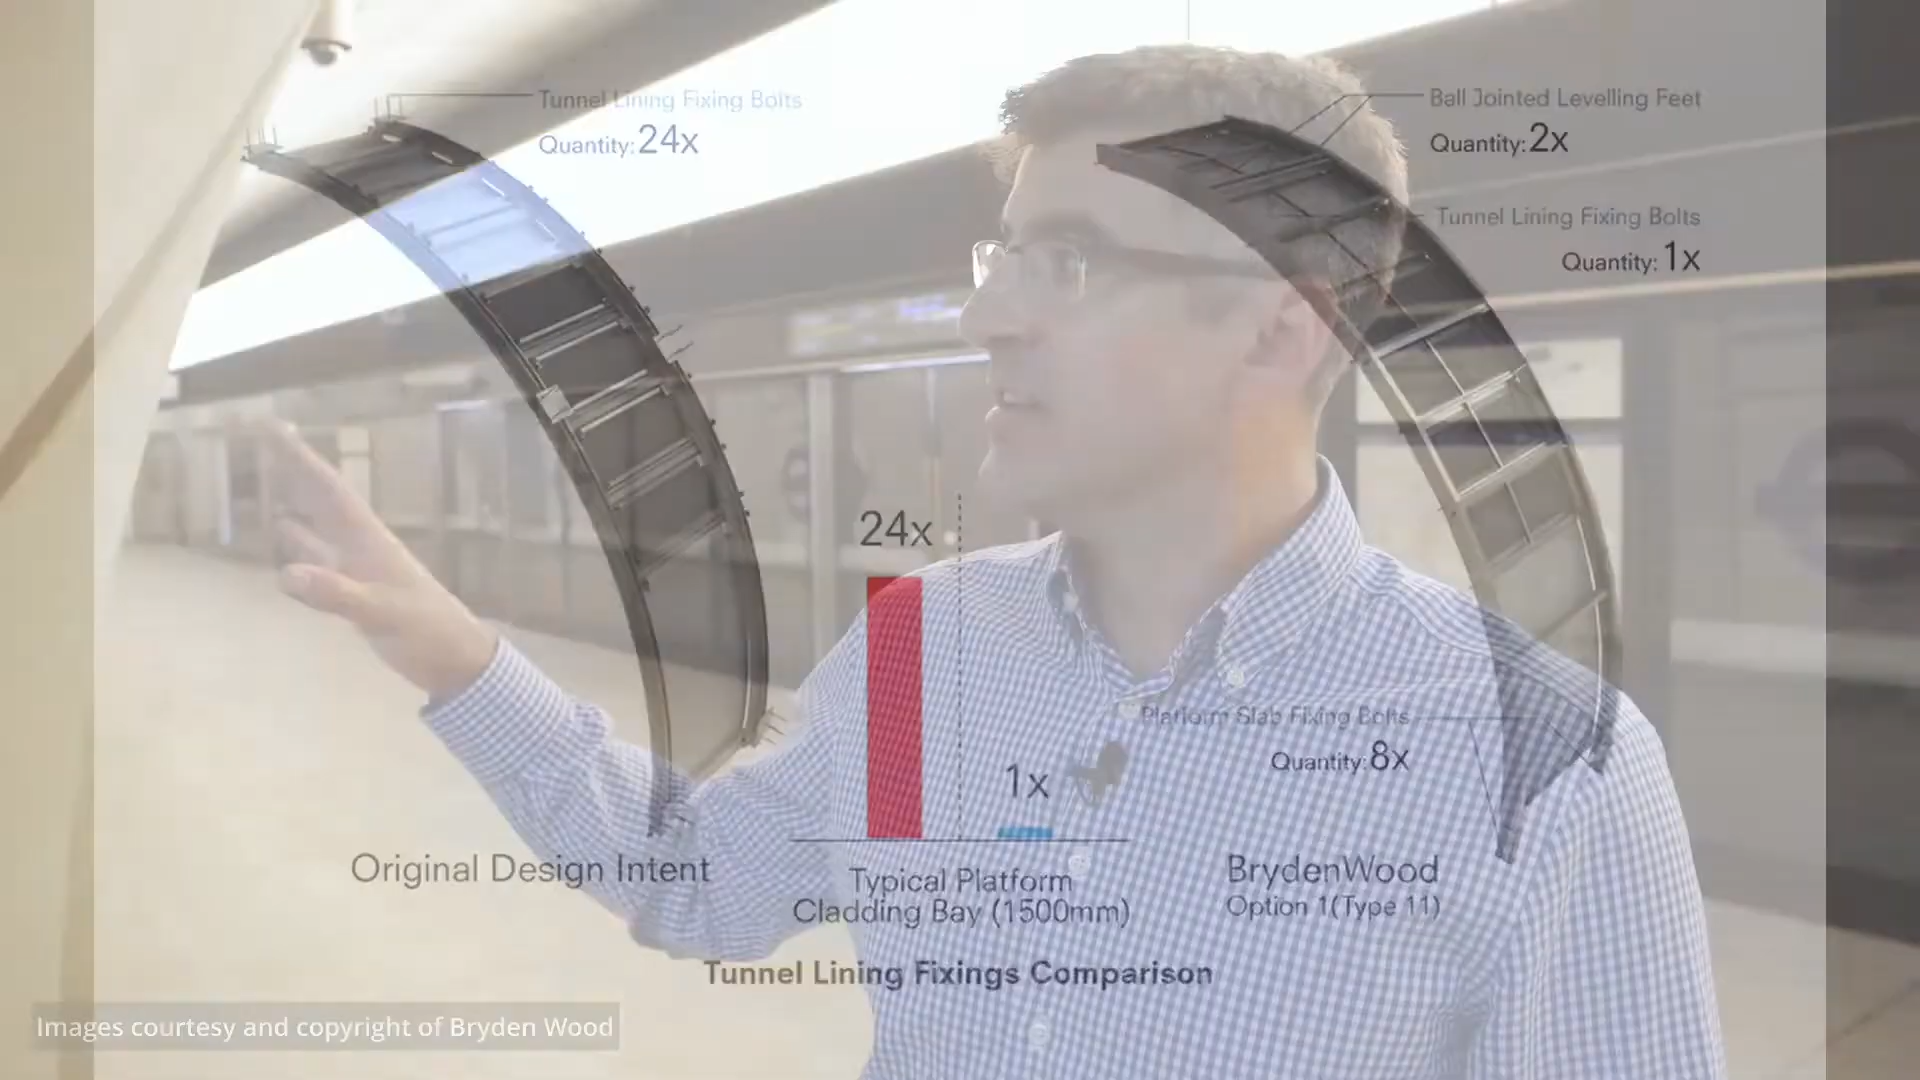 Tunnel Lining Fixing Bolts
Quantity: 24x
Ball Jointed Levelling Feet
Quantity: 2x
Tunnel Lining Fixing Bolts
Quantity: 1x
24x
1x
Platform Slab Fixing Bolts
Quantity: 8x
Original Design Intent
Typical Platform
Cladding Bay (1500mm)
BrydenWood
Option 1(Type 11)
Tunnel Lining Fixings Comparison
Images courtesy and copyright of Bryden Wood